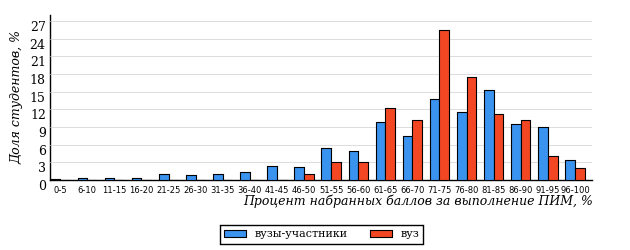 27
24
21
18
15
12
9
6
3
0
Доля студентов, %
0-5 6-10 11-15 16-20 21-25 26-30 31-35 36-40 41-45 46-50 51-55 56-60 61-65 66-70 71-75 76-80 81-85 86-90 91-95 96-100
Процент набранных баллов за выполнение ПИМ, %
вузы-участники вуз